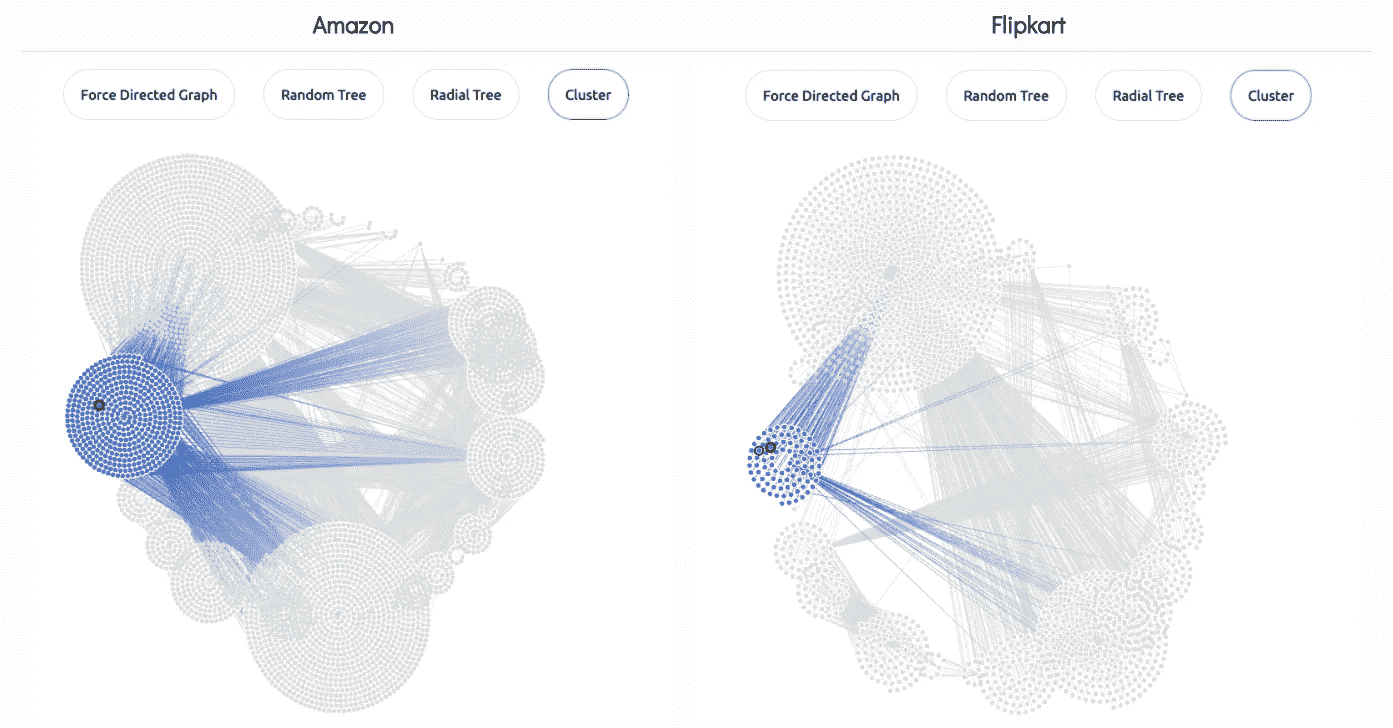 Amazon
Flipkart
Force Directed Graph
Random Tree
Radial Tree
Cluster
Force Directed Graph
Random Tree
Radial Tree
Cluster